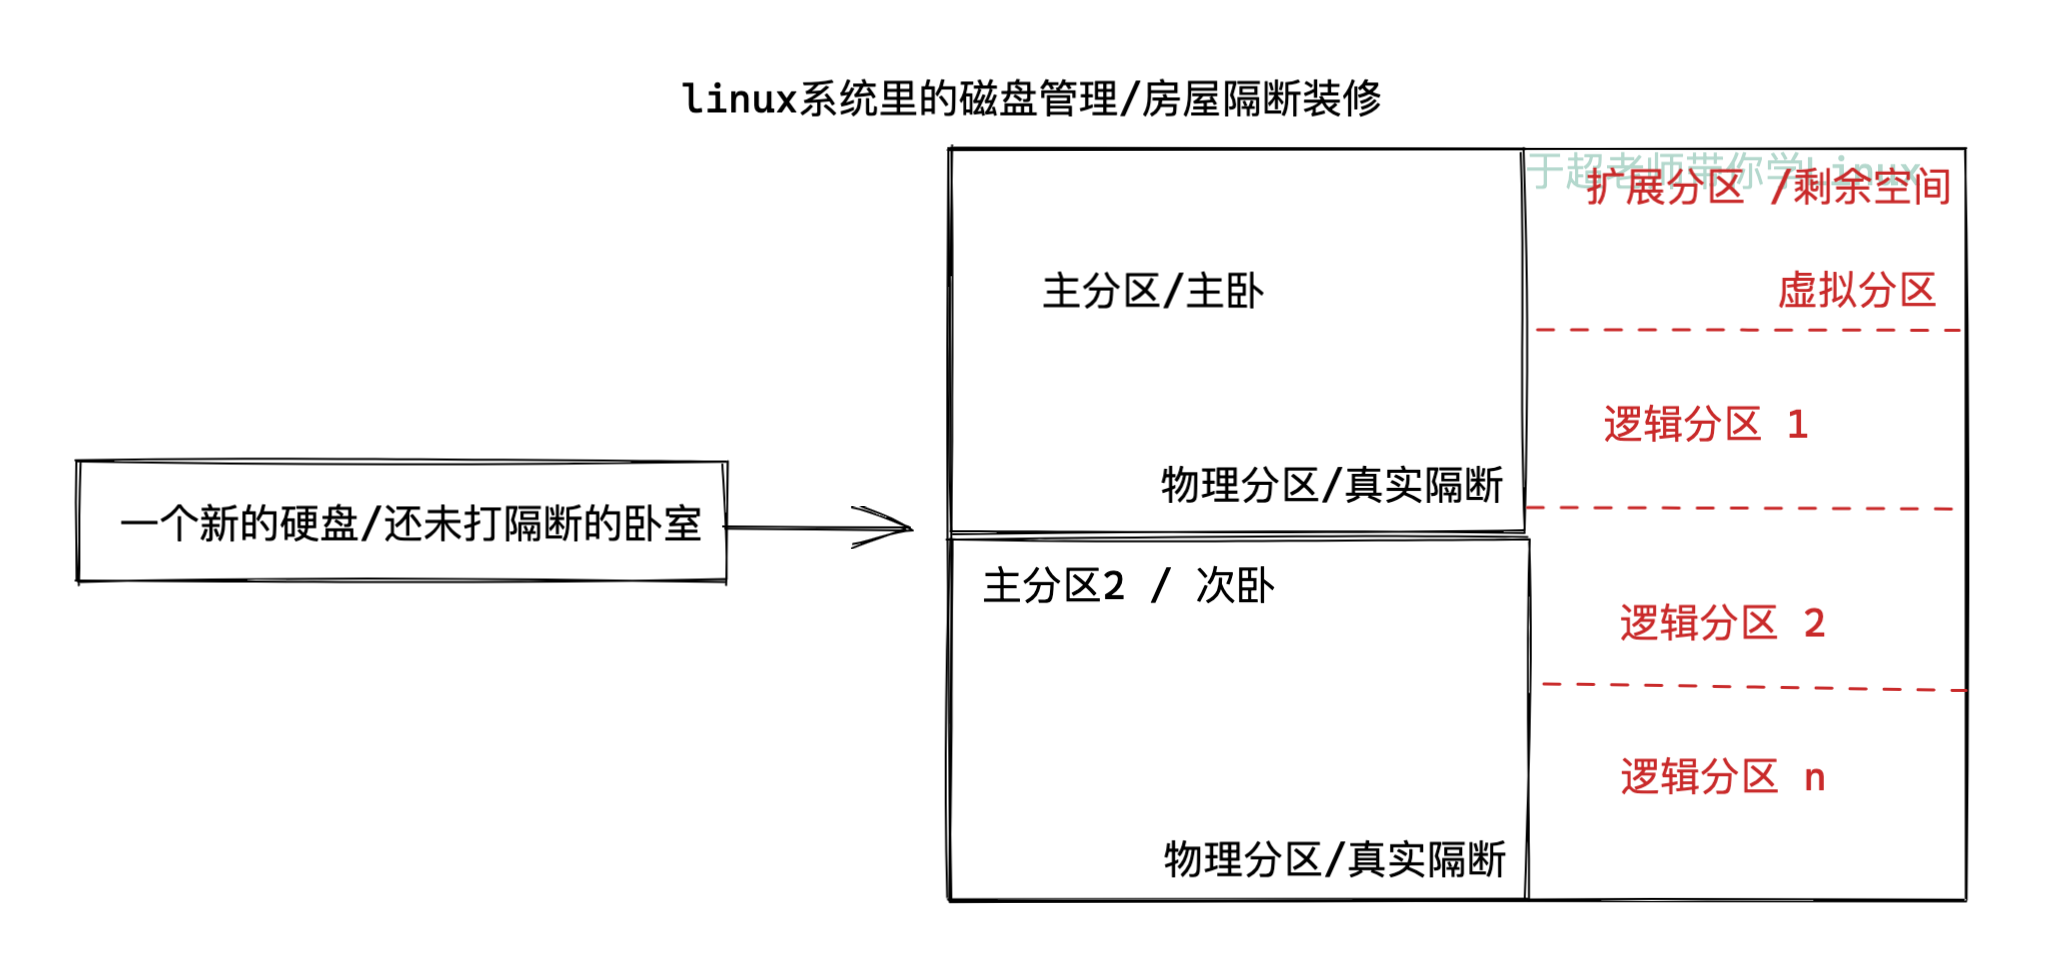 linux系统里的磁盘管理/房屋隔断装修
一个新的硬盘/还未打隔断的卧室
主分区/主卧
物理分区/真实隔断
主分区2 / 次卧
物理分区/真实隔断
于超老师带你学Linux
扩展分区 /剩余空间
虚拟分区
逻辑分区 1
逻辑分区 2
逻辑分区 n